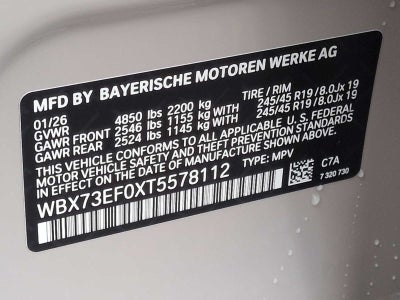 MFD BY BAYERISCHE MOTOREN WERKE AG
01/26 TIRE / RIM
GVWR 4850 lbs 2200 kg
GAWR FRONT 2546 lbs 1155 kg WITH 245/45 R19 / 8.0Jx 19
GAWR REAR 2524 lbs 1145 kg WITH 245/45 R19 / 8.0Jx 19
THIS VEHICLE CONFORMS TO ALL APPLICABLE U.S. FEDERAL
MOTOR VEHICLE SAFETY AND THEFT PREVENTION STANDARDS
IN EFFECT ON THE DATE OF MANUFACTURE SHOWN ABOVE.
WBX73EF0XT5578112 TYPE: MPV C7A
7 320 730